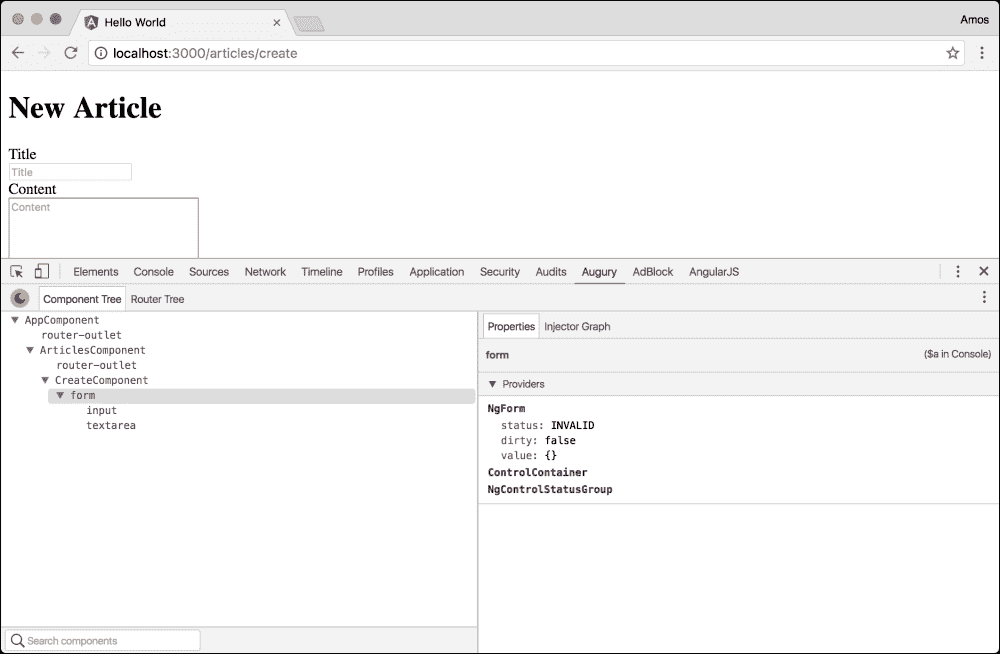 Hello World
Amos
localhost:3000/articles/create
New Article
Title
Title
Content
Content
Elements Console Sources Network Timeline Profiles Application Security Audits Augury AdBlock AngularJS
Component Tree Router Tree
AppComponent
router-outlet
ArticlesComponent
router-outlet
CreateComponent
form
input
textarea
Search components
Properties Injector Graph
form ($a in Console)
Providers
NgForm
status: INVALID
dirty: false
value: {}
ControlContainer
NgControlStatusGroup